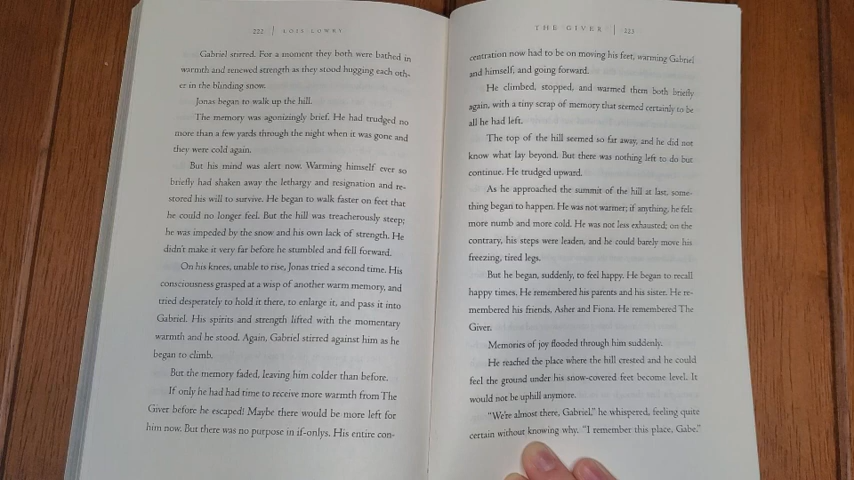 222 | LOIS LOWRY
Gabriel stirred. For a moment they both were bathed in
warmth and renewed strength as they stood hugging each oth-
er in the blinding snow.
Jonas began to walk up the hill.
The memory was agonizingly brief. He had trudged no
more than a few yards through the night when it was gone and
they were cold again.
But his mind was alert now. Warming himself ever so
briefly had shaken away the lethargy and resignation and re-
stored his will to survive. He began to walk faster on feet that
he could no longer feel. But the hill was treacherously steep;
he was impeded by the snow and his own lack of strength. He
didn't make it very far before he stumbled and fell forward.
On his knees, unable to rise, Jonas tried a second time. His
consciousness grasped at a wisp of another warm memory, and
tried desperately to hold it there, to enlarge it, and pass it into
Gabriel. His spirits and strength lifted with the momentary
warmth and he stood. Again, Gabriel stirred against him as he
began to climb.
But the memory faded, leaving him colder than before.
If only he had had time to receive more warmth from The
Giver before he escaped! Maybe there would be more left for
him now. But there was no purpose in if-onlys. His entire con-
THE GIVER | 223
centration now had to be on moving his feet, warming Gabriel
and himself, and going forward.
He climbed, stopped, and warmed them both briefly
again, with a tiny scrap of memory that seemed certainly to be
all he had left.
The top of the hill seemed so far away, and he did not
know what lay beyond. But there was nothing left to do but
continue. He trudged upward.
As he approached the summit of the hill at last, some-
thing began to happen. He was not warmer; if anything, he felt
more numb and more cold. He was not less exhausted; on the
contrary, his steps were leaden, and he could barely move his
freezing, tired legs.
But he began, suddenly, to feel happy. He began to recall
happy times. He remembered his parents and his sister. He re-
membered his friends, Asher and Fiona. He remembered The
Giver.
Memories of joy flooded through him suddenly.
He reached the place where the hill crested and he could
feel the ground under his snow-covered feet become level. It
would not be uphill anymore.
"We're almost there, Gabriel," he whispered, feeling quite
certain without knowing why. "I remember this place, Gabe."